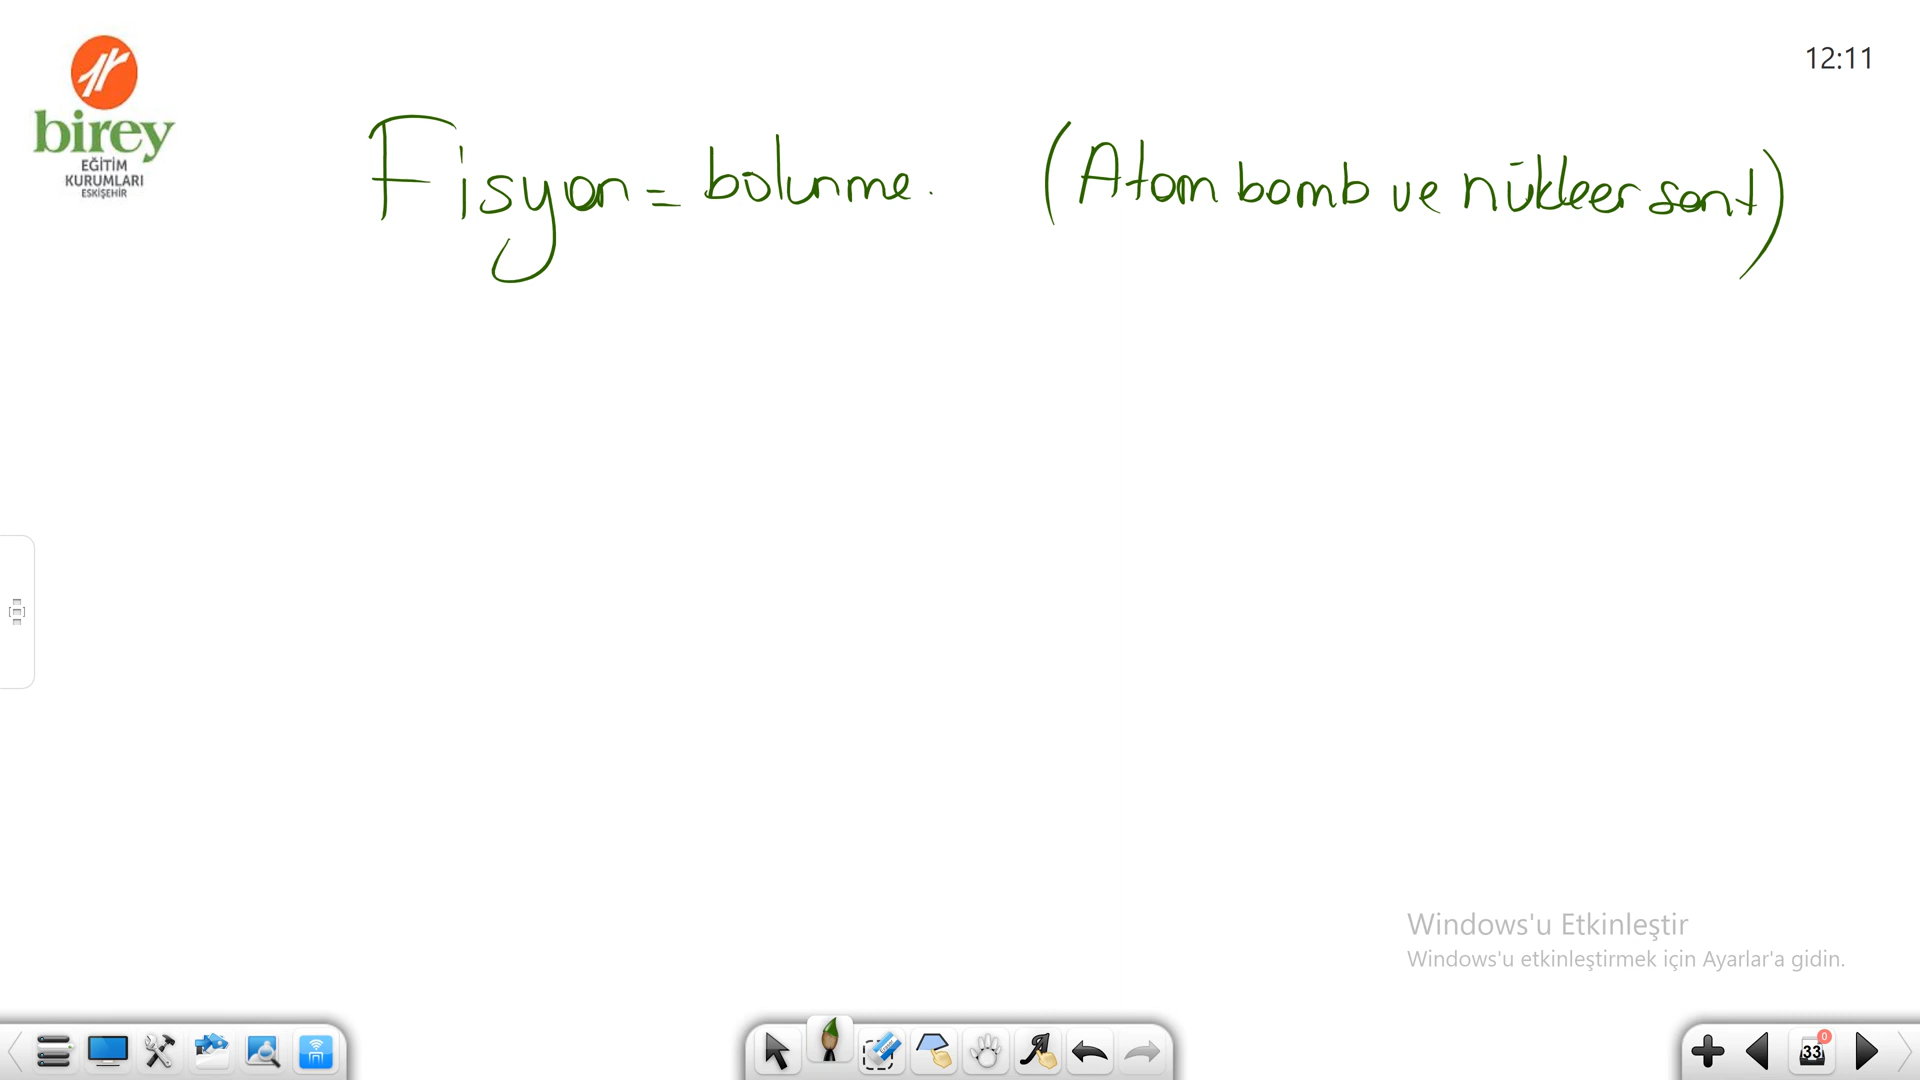 birey
EĞİTİM
KURUMLARI
ESKİŞEHİR
12:11
Fisyon = bolunme. (Atom bomb ve nükleer sant)
Windows'u Etkinleştir
Windows'u etkinleştirmek için Ayarlar'a gidin.
33
0